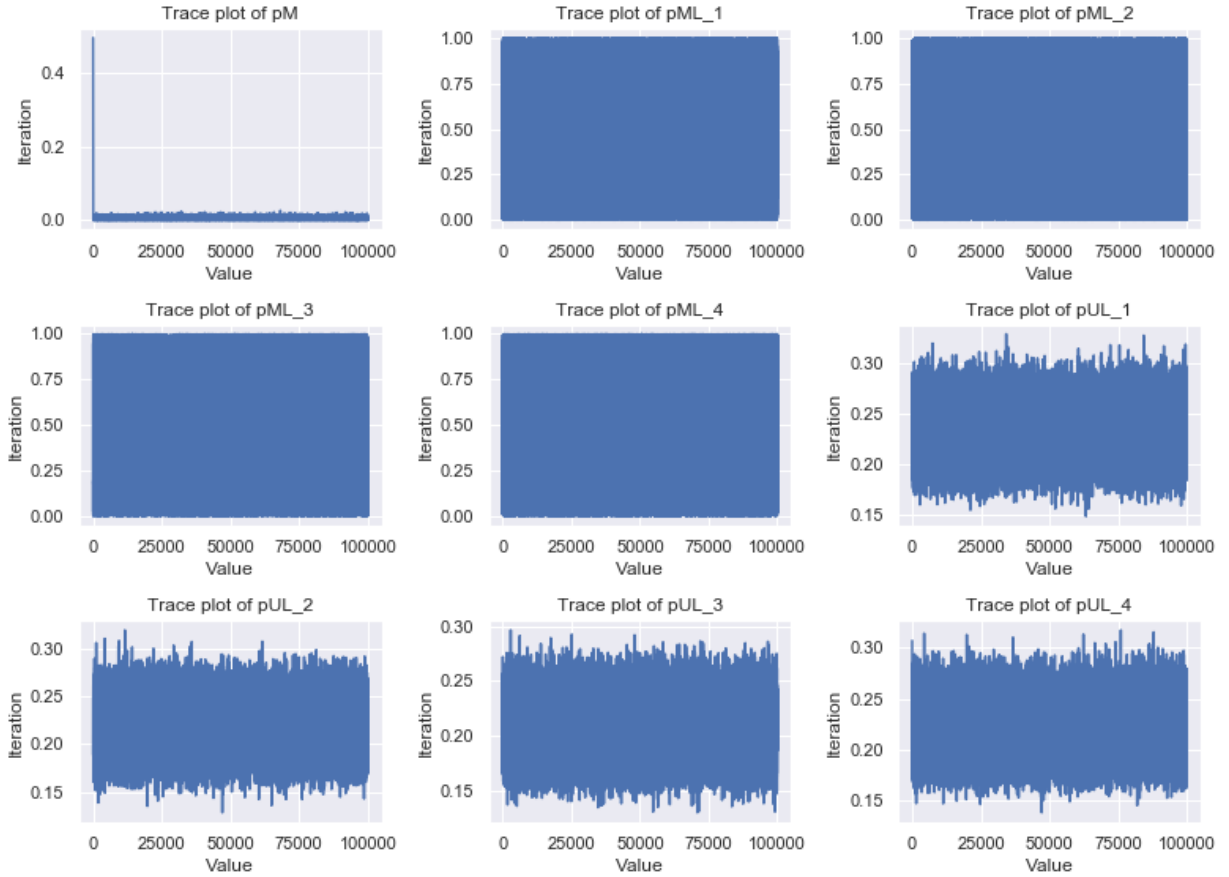 Trace plot of pM
Trace plot of pML_1
Trace plot of pML_2
Iteration
0.4
0.2
0.0
0 25000 50000 75000 100000
Value
Iteration
1.00
0.75
0.50
0.25
0.00
0 25000 50000 75000 100000
Value
Iteration
1.00
0.75
0.50
0.25
0.00
0 25000 50000 75000 100000
Value
Trace plot of pML_3
Trace plot of pML_4
Trace plot of pUL_1
Iteration
1.00
0.75
0.50
0.25
0.00
0 25000 50000 75000 100000
Value
Iteration
1.00
0.75
0.50
0.25
0.00
0 25000 50000 75000 100000
Value
Iteration
0.30
0.25
0.20
0.15
0 25000 50000 75000 100000
Value
Trace plot of pUL_2
Trace plot of pUL_3
Trace plot of pUL_4
Iteration
0.30
0.25
0.20
0.15
0 25000 50000 75000 100000
Value
Iteration
0.30
0.25
0.20
0.15
0 25000 50000 75000 100000
Value
Iteration
0.30
0.25
0.20
0.15
0 25000 50000 75000 100000
Value